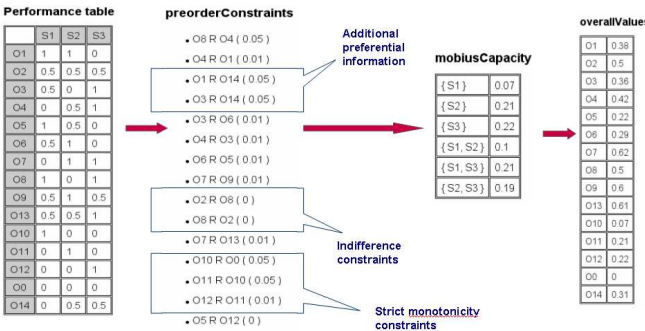 Performance table
S1 S2 S3
O1 1 1 0
O2 0.5 0.5 0.5
O3 0.5 0 1
O4 0 0.5 1
O5 1 0.5 0
O6 0.5 1 0
O7 0 1 1
O8 1 0 1
O9 0.5 1 0.5
O13 0.5 0.5 1
O10 1 0 0
O11 0 1 0
O12 0 0 1
O0 0 0 0
O14 0 0.5 0.5
preorderConstraints
• O8 R O4 ( 0.05 )
• O4 R O1 ( 0.01 )
• O1 R O14 ( 0.05 )
• O3 R O14 ( 0.05 )
• O3 R O6 ( 0.01 )
• O4 R O3 ( 0.01 )
• O6 R O5 ( 0.01 )
• O7 R O9 ( 0.01 )
• O2 R O8 ( 0 )
• O8 R O2 ( 0 )
• O7 R O13 ( 0.01 )
• O10 R O0 ( 0.05 )
• O11 R O10 ( 0.05 )
• O12 R O11 ( 0.01 )
• O5 R O12 ( 0 )
Additional
preferential
information
Indifference
constraints
Strict monotonicity
constraints
mobiusCapacity
{ S1 } 0.07
{ S2 } 0.21
{ S3 } 0.22
{ S1, S2 } 0.1
{ S1, S3 } 0.21
{ S2, S3 } 0.19
overallValues
O1 0.38
O2 0.5
O3 0.36
O4 0.42
O5 0.22
O6 0.29
O7 0.62
O8 0.5
O9 0.6
O13 0.61
O10 0.07
O11 0.21
O12 0.22
O0 0
O14 0.31